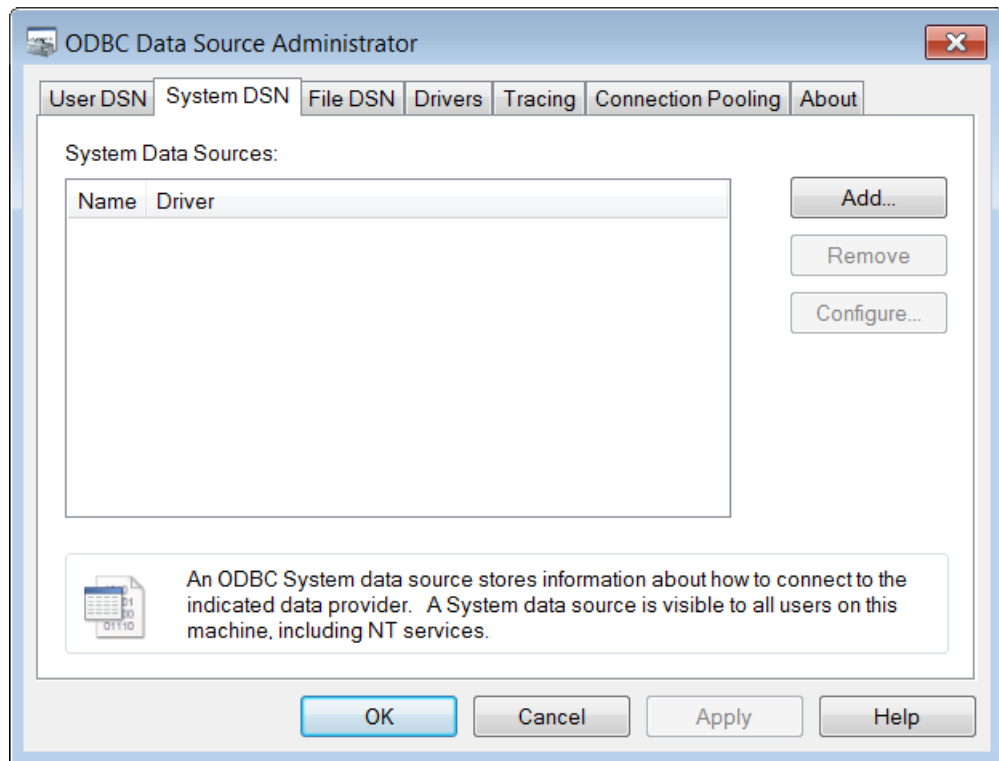 ODBC Data Source Administrator
User DSN System DSN File DSN Drivers Tracing Connection Pooling About
System Data Sources:
Name Driver
Add...
Remove
Configure...
An ODBC System data source stores information about how to connect to the
indicated data provider. A System data source is visible to all users on this
machine, including NT services.
OK Cancel Apply Help